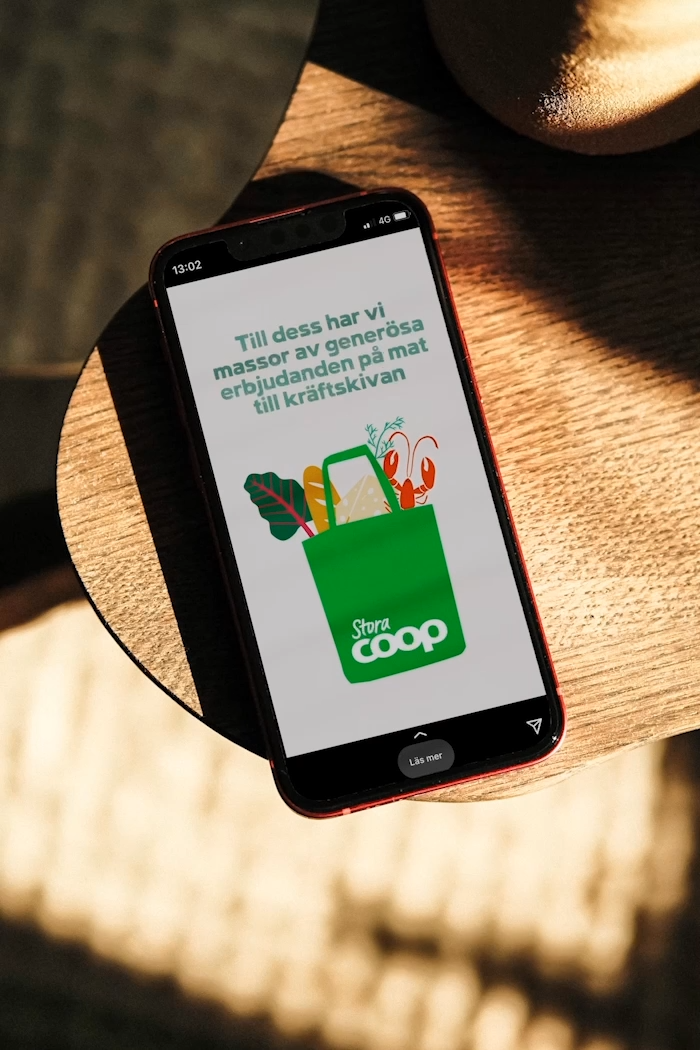 13:02
4G
Till dess har vi
massor av generösa
erbjudanden på mat
till kräftskivan
Stora
coop
Läs mer